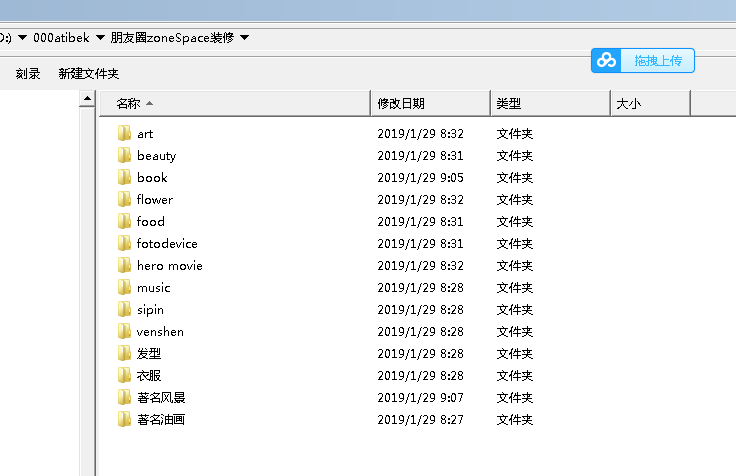 D:) 000atibek 朋友圈zoneSpace装修
拖拽上传
刻录 新建文件夹
名称 修改日期 类型 大小
art 2019/1/29 8:32 文件夹
beauty 2019/1/29 8:31 文件夹
book 2019/1/29 9:05 文件夹
flower 2019/1/29 8:32 文件夹
food 2019/1/29 8:31 文件夹
fotodevice 2019/1/29 8:31 文件夹
hero movie 2019/1/29 8:32 文件夹
music 2019/1/29 8:28 文件夹
sipin 2019/1/29 8:28 文件夹
venshen 2019/1/29 8:28 文件夹
发型 2019/1/29 8:28 文件夹
衣服 2019/1/29 8:28 文件夹
著名风景 2019/1/29 9:07 文件夹
著名油画 2019/1/29 8:27 文件夹